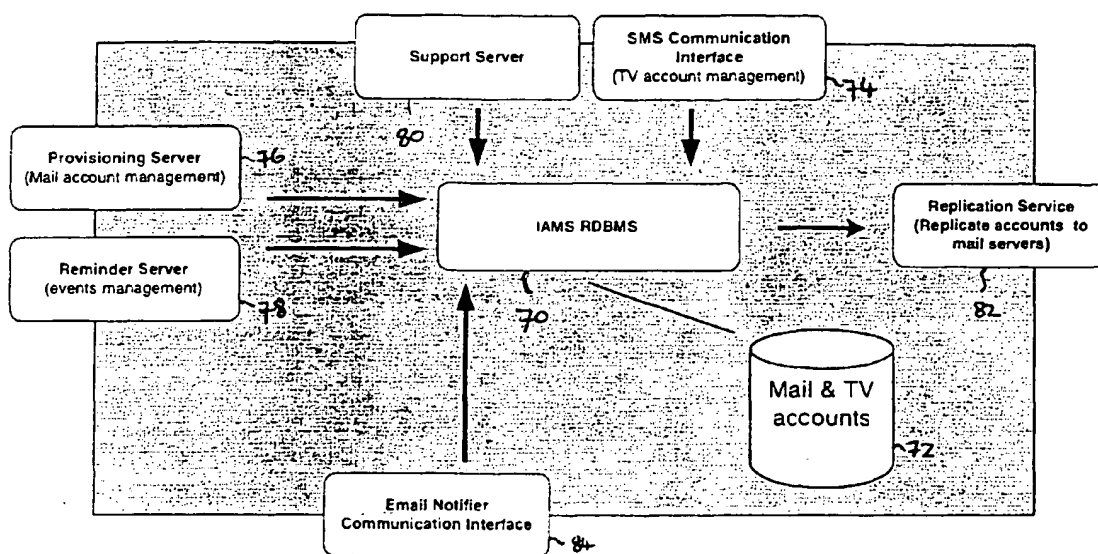 Support Server
80
SMS Communication
Interface
(TV account management)
74
Provisioning Server
(Mail account management)
76
Reminder Server
(events management)
78
IAMS RDBMS
70
Replication Service
(Replicate accounts to
mail servers)
82
Mail & TV
accounts
72
Email Notifier
Communication Interface
84